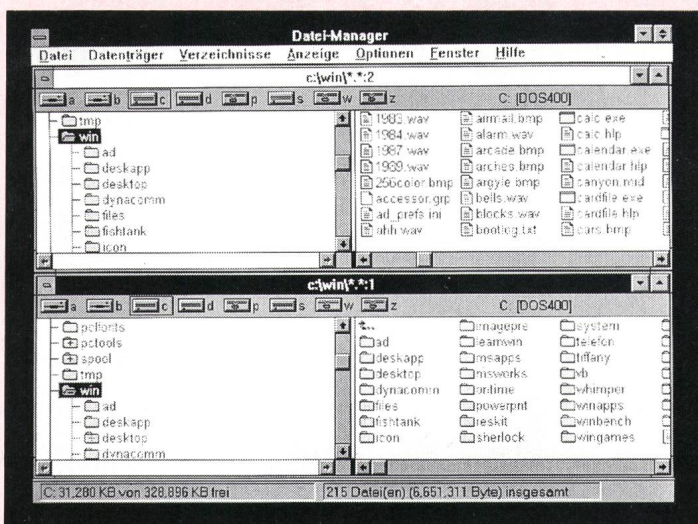 Datei-Manager
Datei Datenträger Verzeichnisse Anzeige Optionen Fenster Hilfe
c:\win\*.*:2
a b c d p s w z C: [DOS400]
tmp
win
ad
deskapp
desktop
dynacomm
files
fishtank
icon
1983.wav airmail.bmp calc.exe
1984.wav alarm.wav calc.hlp
1987.wav arcade.bmp calendar.exe
1989.wav arches.bmp calendar.hlp
256color.bmp argyle.bmp canyon.mid
accessor.grp bells.wav cardfile.exe
ad_prefs.ini blocks.wav cardfile.hlp
ahh.wav bootlog.txt cars.bmp
c:\win\*.*:1
a b c d p s w z C: [DOS400]
pcfonts
pctools
spool
tmp
win
ad
deskapp
desktop
dynacomm
imagepre system
ad learnwin telefon
deskapp msapps tiffany
desktop msworks vb
dynacomm ontime whimper
files powerpnt winapps
fishtank reskit winbench
icon sherlock wingames
C: 31,280 KB von 328,896 KB frei 215 Datei(en) (6,651,311 Byte) insgesamt